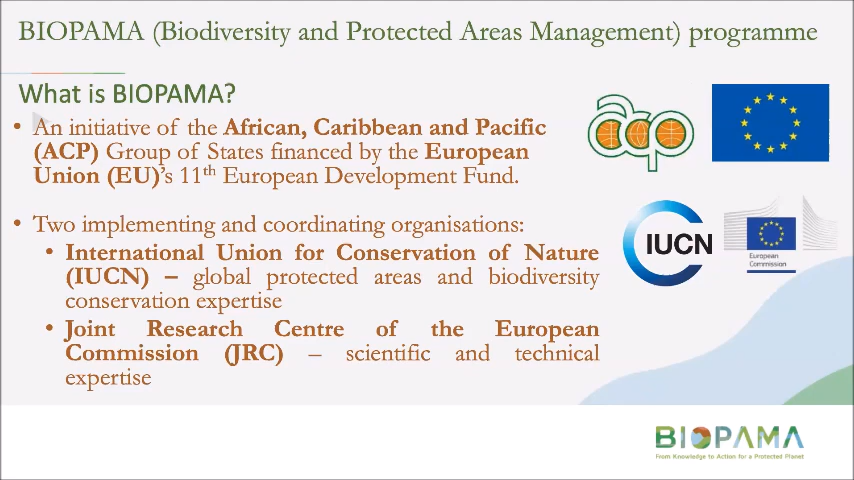 BIOPAMA (Biodiversity and Protected Areas Management) programme
What is BIOPAMA?
• An initiative of the African, Caribbean and Pacific
(ACP) Group of States financed by the European
Union (EU)'s 11th European Development Fund.
• Two implementing and coordinating organisations:
• International Union for Conservation of Nature
(IUCN) – global protected areas and biodiversity
conservation expertise
• Joint Research Centre of the European
Commission (JRC) – scientific and technical
expertise
acp
IUCN
European
Commission
BIOPAMA
From Knowledge to Action for a Protected Planet